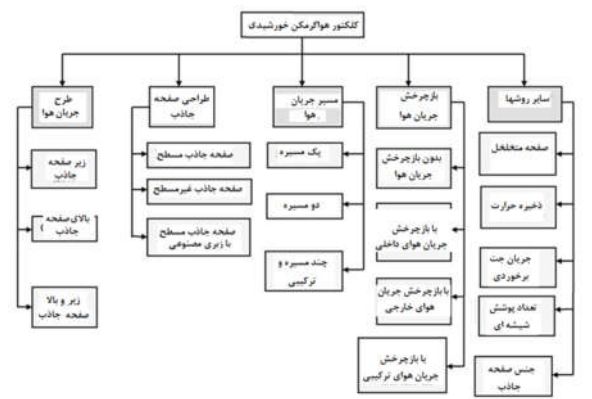 کلکتور هواگرمکن خورشیدی
سایر روشها
صفحه متخلخل
ذخیره حرارت
جریان جت
برخوردی
تعداد پوشش
شیشه ای
جنس صفحه
جاذب
بازچرخش
جریان هوا
بدون بازچرخش
جریان هوا
با بازچرخش
جریان هوای داخلی
با بازچرخش جریان
هوای خارجی
با بازچرخش
جریان هوای ترکیبی
مسیر جریان
هوا
یک مسیره
دو مسیره
چند مسیره و
ترکیبی
طراحی صفحه
جاذب
صفحه جاذب مسطح
صفحه جاذب غیرمسطح
صفحه جاذب مسطح
با زبری مصنوعی
طرح
جریان هوا
زیر صفحه
جاذب
بالای صفحه
جاذب
زیر و بالا
صفحه جاذب